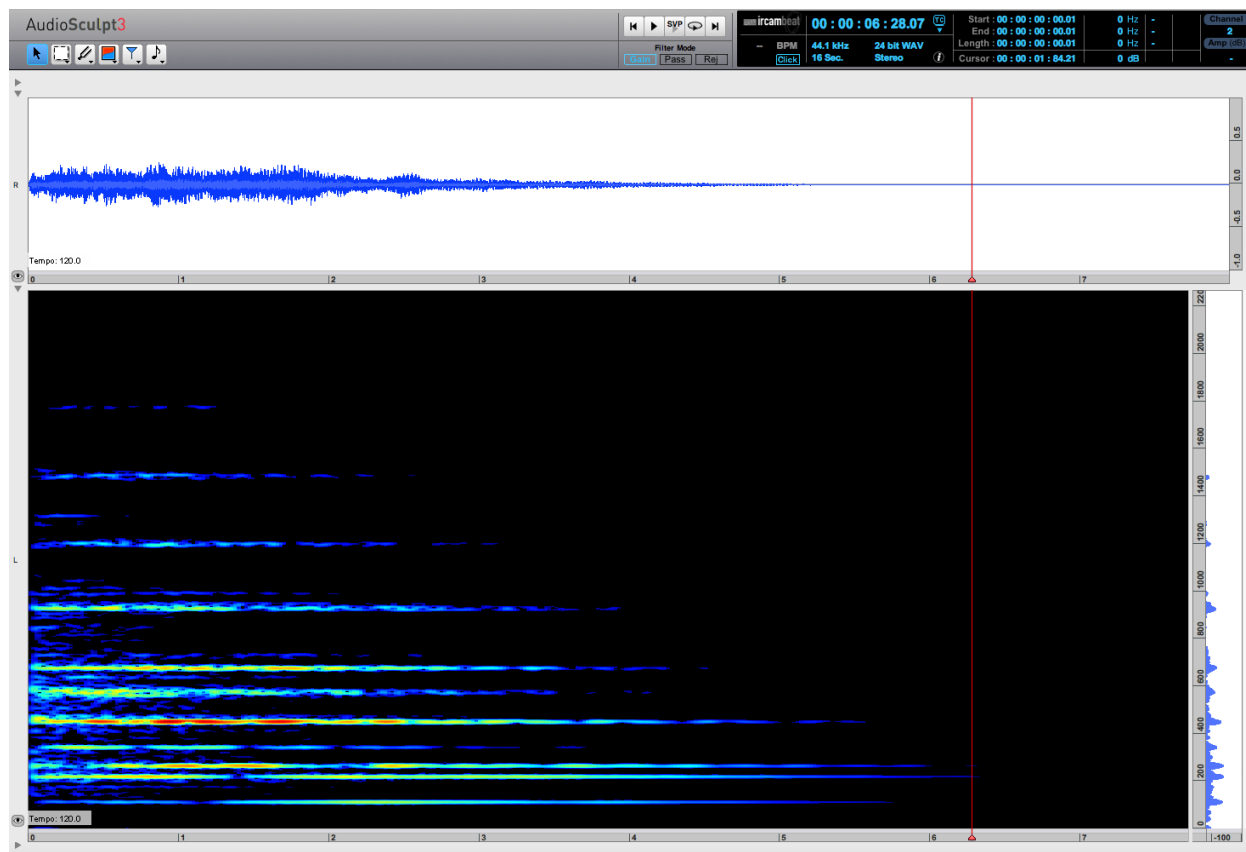 AudioSculpt3
SVP
Filter Mode
Gain Pass Rej
ircambeat 00 : 00 : 06 : 28.07 TC
-- BPM 44.1 kHz 24 bit WAV
Click 16 Sec. Stereo i
Start : 00 : 00 : 00 : 00.01 0 Hz -
End : 00 : 00 : 00 : 00.01 0 Hz -
Length : 00 : 00 : 00 : 00.01 0 Hz -
Cursor : 00 : 00 : 01 : 84.21 0 dB
Channel
2
Amp (dB)
-
R
0.5
0.0
-0.5
-1.0
Tempo: 120.0
0 1 2 3 4 5 6 7
L
220
2000
1800
1600
1400
1200
1000
800
600
400
200
0
Tempo: 120.0
0 1 2 3 4 5 6 7
-100